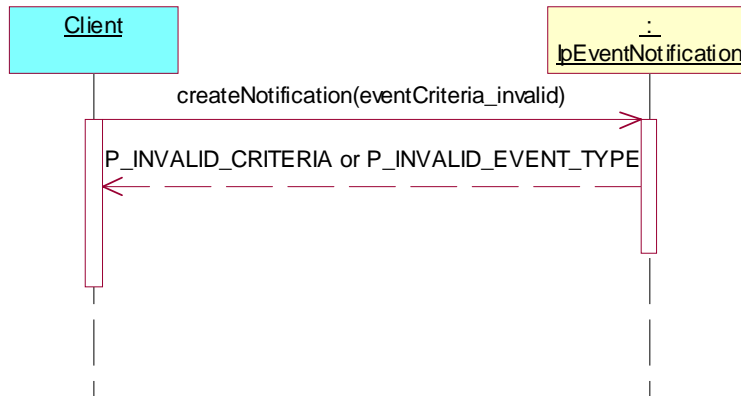 Client
:
IpEventNotification
createNotification(eventCriteria_invalid)
P_INVALID_CRITERIA or P_INVALID_EVENT_TYPE